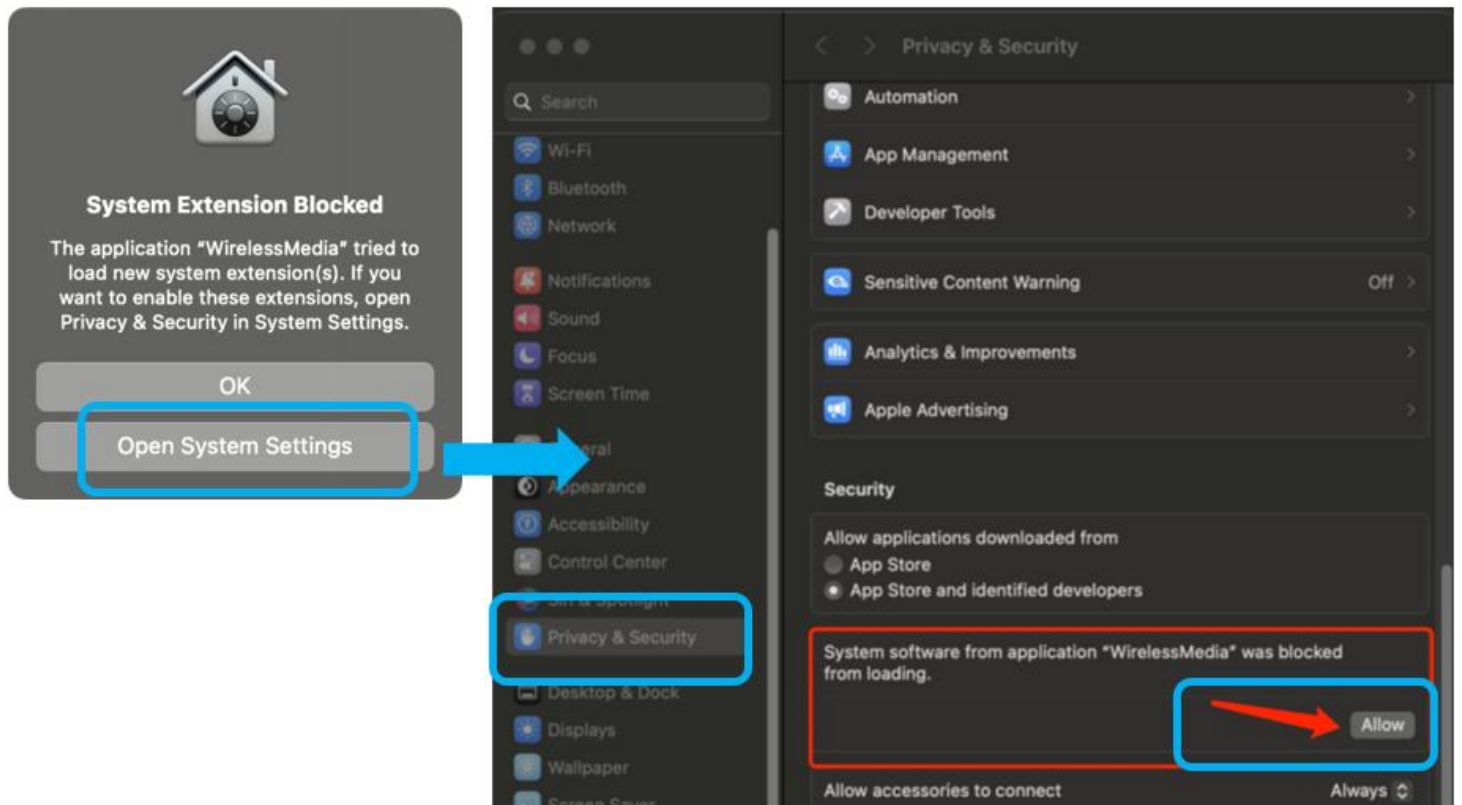 System Extension Blocked
The application "WirelessMedia" tried to
load new system extension(s). If you
want to enable these extensions, open
Privacy & Security in System Settings.
OK
Open System Settings
Search
Wi-Fi
Bluetooth
Network
Notifications
Sound
Focus
Screen Time
Appearance
Accessibility
Control Center
Siri & Spotlight
Privacy & Security
Desktop & Dock
Displays
Wallpaper
Screen Saver
Privacy & Security
Automation
App Management
Developer Tools
Sensitive Content Warning Off
Analytics & Improvements
Apple Advertising
Security
Allow applications downloaded from
App Store
App Store and identified developers
System software from application "WirelessMedia" was blocked
from loading.
Allow
Allow accessories to connect Always